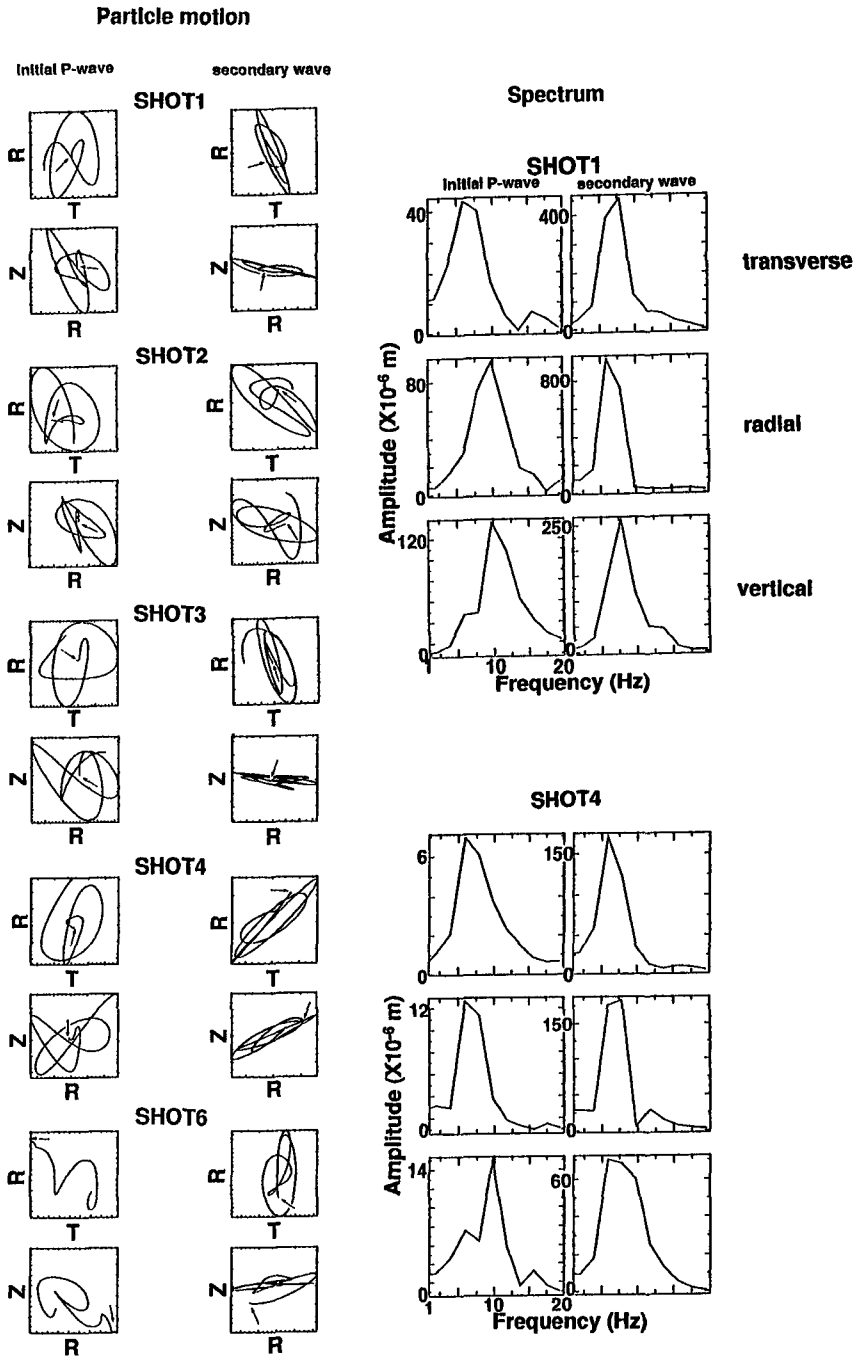 Particle motion
initial P-wave
secondary wave
SHOT1
R
T
R
T
Z
R
Z
R
SHOT2
R
T
R
T
Z
R
Z
R
SHOT3
R
T
R
T
Z
R
Z
R
SHOT4
R
T
R
T
Z
R
Z
R
SHOT6
R
T
R
T
Z
R
Z
R
Spectrum
SHOT1
initial P-wave
secondary wave
40
0
400
0
transverse
80
0
800
0
radial
120
0
250
0
vertical
Amplitude (X10⁻⁶ m)
1
10
20
Frequency (Hz)
SHOT4
6
0
150
0
12
0
150
0
14
0
60
0
Amplitude (X10⁻⁶ m)
1
10
20
Frequency (Hz)